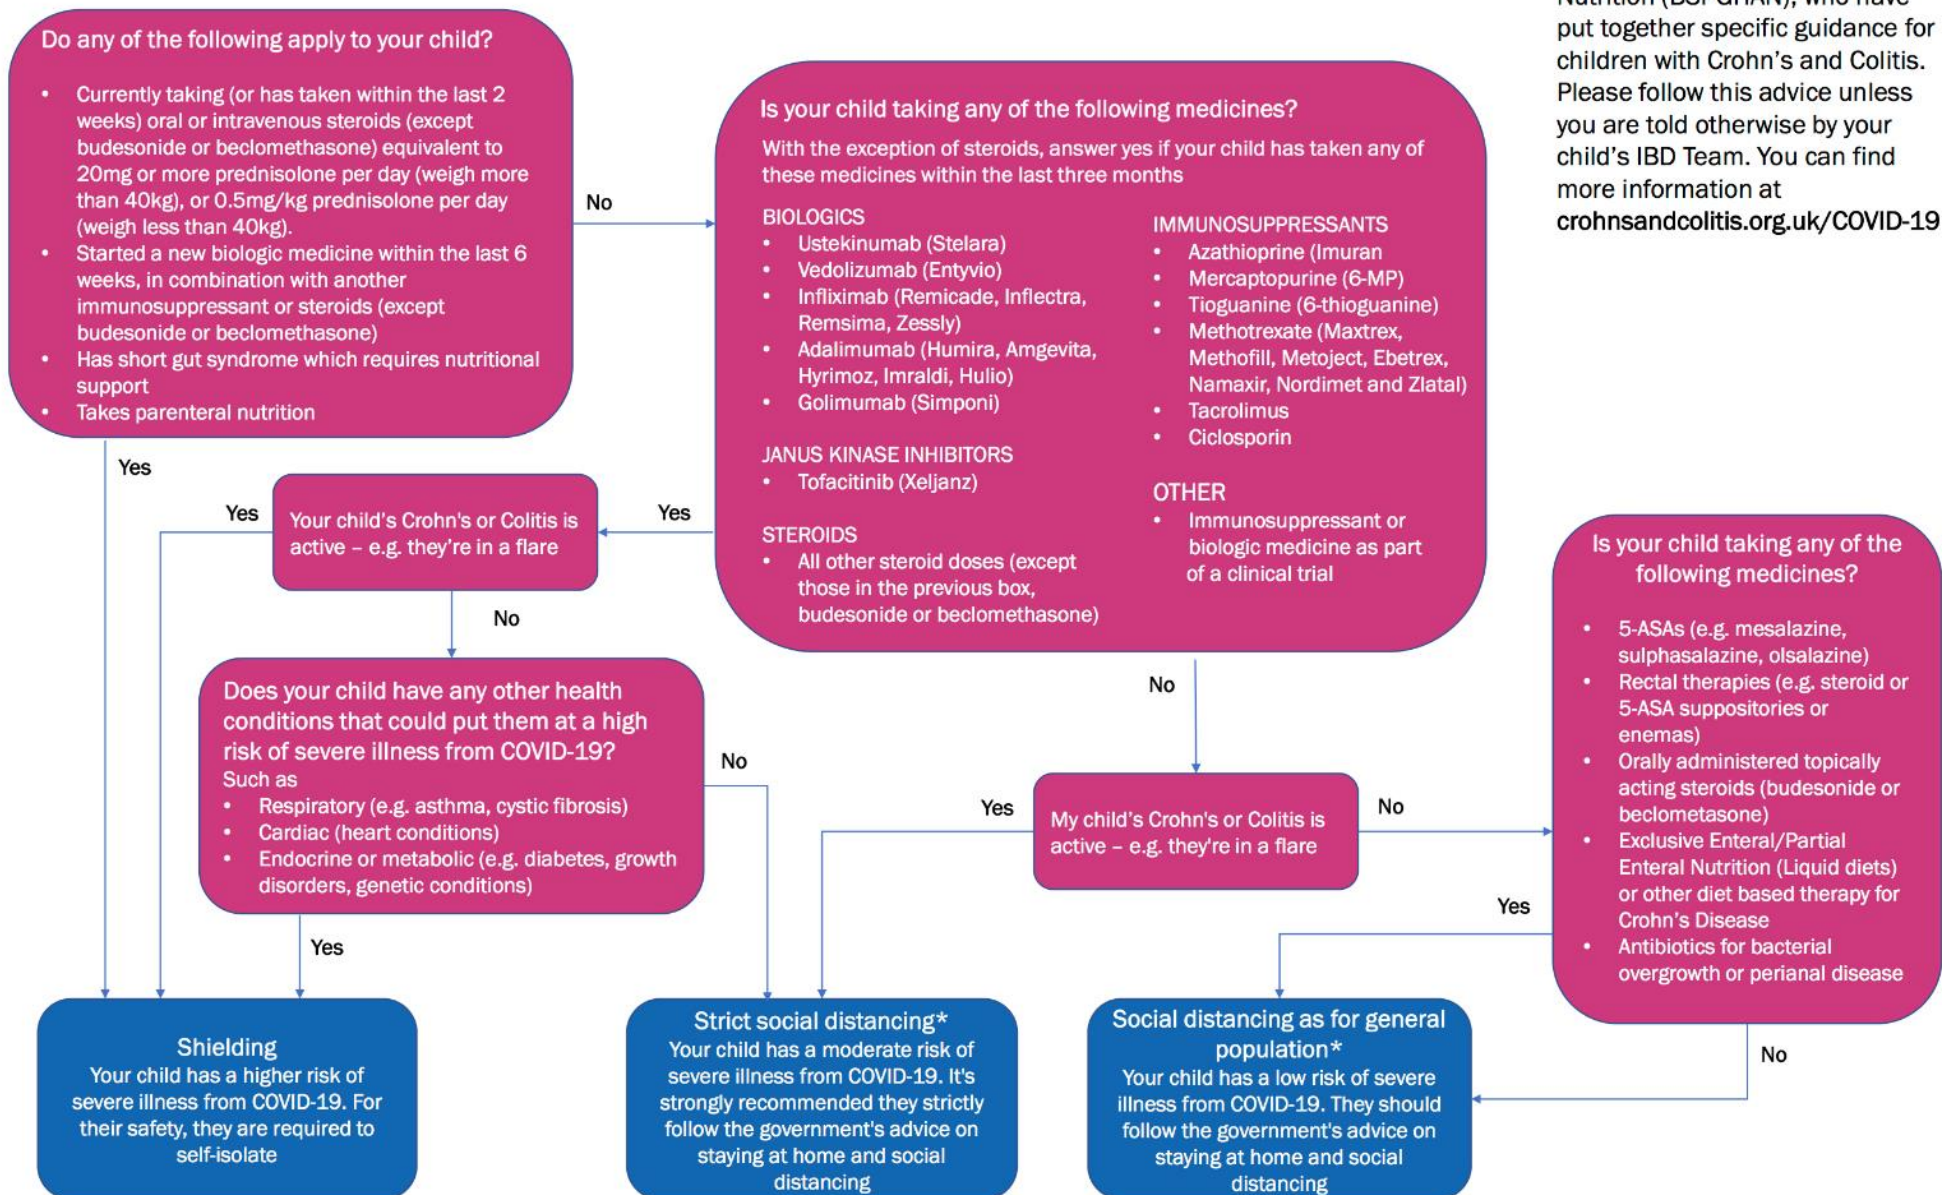 Nutrition (BSPGHAN), who have
put together specific guidance for
children with Crohn's and Colitis.
Please follow this advice unless
you are told otherwise by your
child's IBD Team. You can find
more information at
crohnsandcolitis.org.uk/COVID-19
Do any of the following apply to your child?
• Currently taking (or has taken within the last 2
weeks) oral or intravenous steroids (except
budesonide or beclomethasone) equivalent to
20mg or more prednisolone per day (weigh more
than 40kg), or 0.5mg/kg prednisolone per day
(weigh less than 40kg).
• Started a new biologic medicine within the last 6
weeks, in combination with another
immunosuppressant or steroids (except
budesonide or beclomethasone)
• Has short gut syndrome which requires nutritional
support
• Takes parenteral nutrition
No
Yes
Is your child taking any of the following medicines?
With the exception of steroids, answer yes if your child has taken any of
these medicines within the last three months
BIOLOGICS
• Ustekinumab (Stelara)
• Vedolizumab (Entyvio)
• Infliximab (Remicade, Inflectra,
Remsima, Zessly)
• Adalimumab (Humira, Amgevita,
Hyrimoz, Imraldi, Hulio)
• Golimumab (Simponi)
JANUS KINASE INHIBITORS
• Tofacitinib (Xeljanz)
STEROIDS
• All other steroid doses (except
those in the previous box,
budesonide or beclomethasone)
IMMUNOSUPPRESSANTS
• Azathioprine (Imuran
• Mercaptopurine (6-MP)
• Tioguanine (6-thioguanine)
• Methotrexate (Maxtrex,
Methofill, Metoject, Ebetrex,
Namaxir, Nordimet and Zlatal)
• Tacrolimus
• Ciclosporin
OTHER
• Immunosuppressant or
biologic medicine as part
of a clinical trial
Yes
No
Your child's Crohn's or Colitis is
active – e.g. they're in a flare
Yes
No
Does your child have any other health
conditions that could put them at a high
risk of severe illness from COVID-19?
Such as
• Respiratory (e.g. asthma, cystic fibrosis)
• Cardiac (heart conditions)
• Endocrine or metabolic (e.g. diabetes, growth
disorders, genetic conditions)
No
Yes
My child's Crohn's or Colitis is
active – e.g. they're in a flare
Yes
No
Is your child taking any of the
following medicines?
• 5-ASAs (e.g. mesalazine,
sulphasalazine, olsalazine)
• Rectal therapies (e.g. steroid or
5-ASA suppositories or
enemas)
• Orally administered topically
acting steroids (budesonide or
beclometasone)
• Exclusive Enteral/Partial
Enteral Nutrition (Liquid diets)
or other diet based therapy for
Crohn's Disease
• Antibiotics for bacterial
overgrowth or perianal disease
Yes
No
Shielding
Your child has a higher risk of
severe illness from COVID-19. For
their safety, they are required to
self-isolate
Strict social distancing*
Your child has a moderate risk of
severe illness from COVID-19. It's
strongly recommended they strictly
follow the government's advice on
staying at home and social
distancing
Social distancing as for general
population*
Your child has a low risk of severe
illness from COVID-19. They should
follow the government's advice on
staying at home and social
distancing